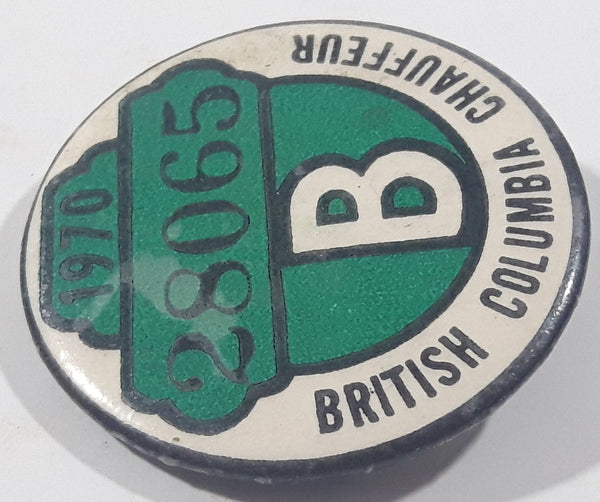 BRITISH COLUMBIA CHAUFFEUR
B
28065
1970